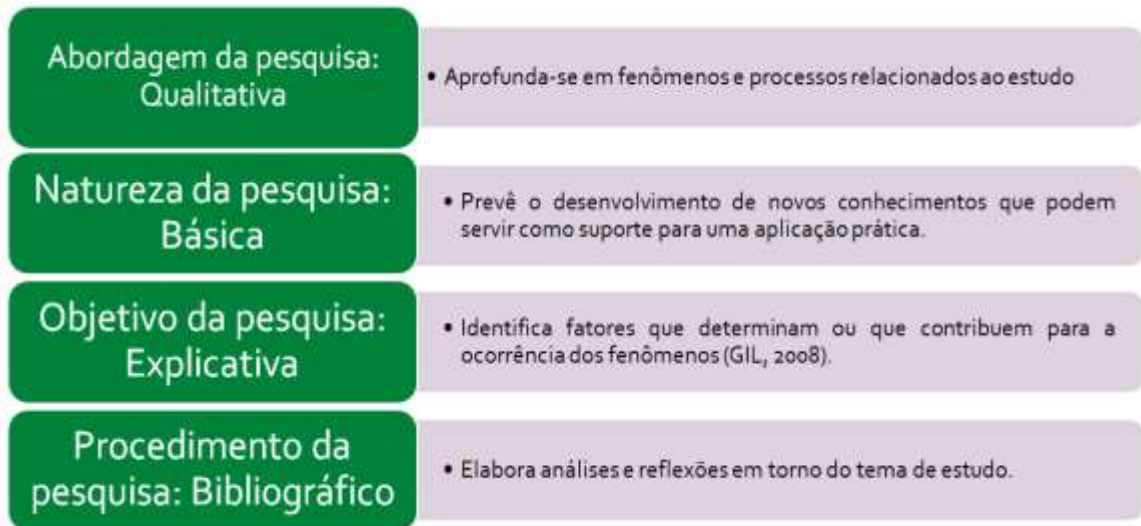 Abordagem da pesquisa:
Qualitativa
• Aprofunda-se em fenômenos e processos relacionados ao estudo
Natureza da pesquisa:
Básica
• Prevê o desenvolvimento de novos conhecimentos que podem
servir como suporte para uma aplicação prática.
Objetivo da pesquisa:
Explicativa
• Identifica fatores que determinam ou que contribuem para a
ocorrência dos fenômenos (GIL, 2008).
Procedimento da
pesquisa: Bibliográfico
• Elabora análises e reflexões em torno do tema de estudo.